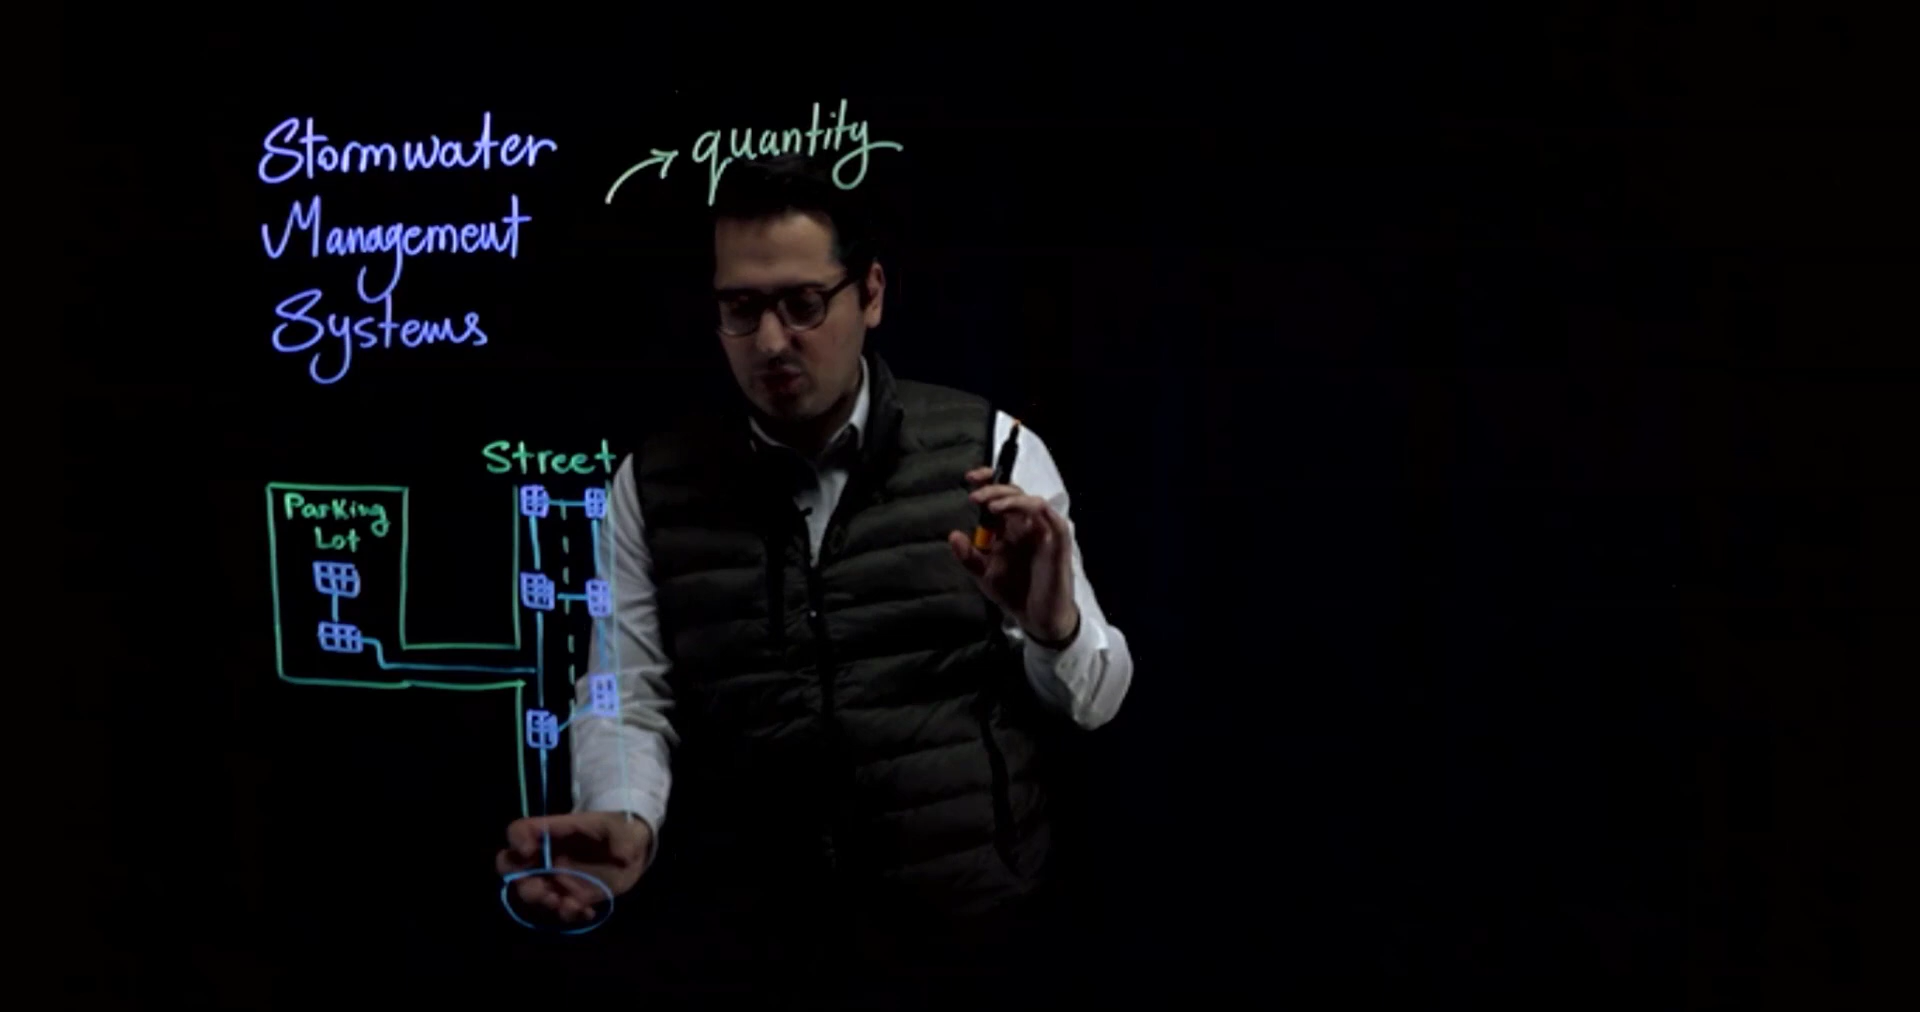 Stormwater
Management
Systems
quantity
Street
Parking
Lot